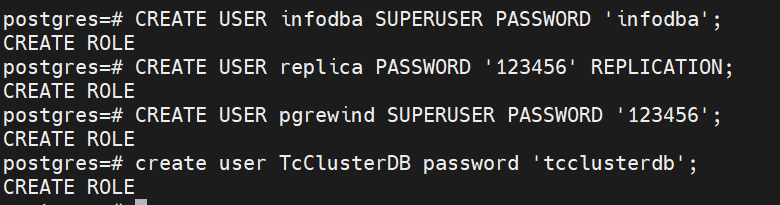 postgres=# CREATE USER infodba SUPERUSER PASSWORD 'infodba';
CREATE ROLE
postgres=# CREATE USER replica PASSWORD '123456' REPLICATION;
CREATE ROLE
postgres=# CREATE USER pgrewind SUPERUSER PASSWORD '123456';
CREATE ROLE
postgres=# create user TcClusterDB password 'tcclusterdb';
CREATE ROLE
postgres=#